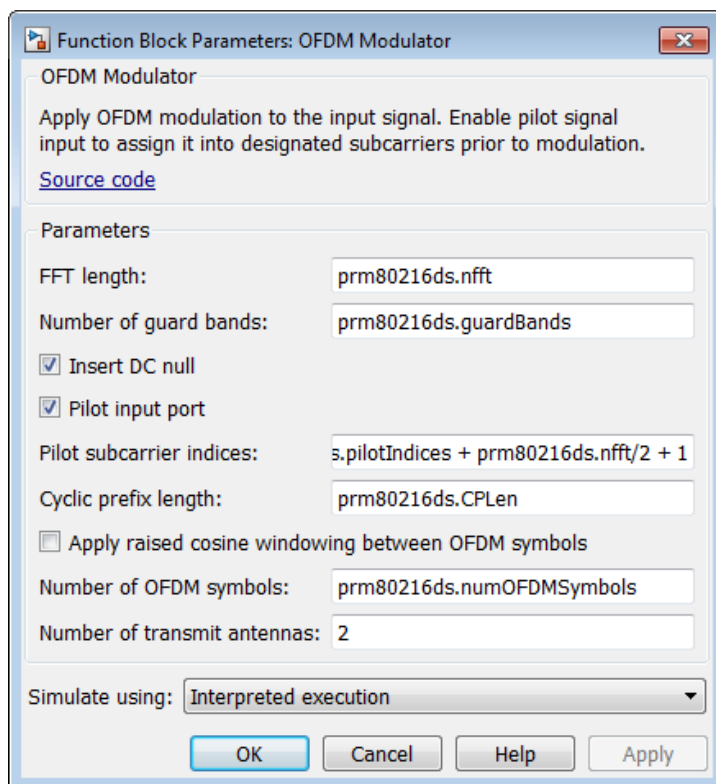 Function Block Parameters: OFDM Modulator
OFDM Modulator
Apply OFDM modulation to the input signal. Enable pilot signal
input to assign it into designated subcarriers prior to modulation.
Source code
Parameters
FFT length: prm80216ds.nfft
Number of guard bands: prm80216ds.guardBands
Insert DC null
Pilot input port
Pilot subcarrier indices: s.pilotIndices + prm80216ds.nfft/2 + 1
Cyclic prefix length: prm80216ds.CPLen
Apply raised cosine windowing between OFDM symbols
Number of OFDM symbols: prm80216ds.numOFDMSymbols
Number of transmit antennas: 2
Simulate using: Interpreted execution
OK Cancel Help Apply